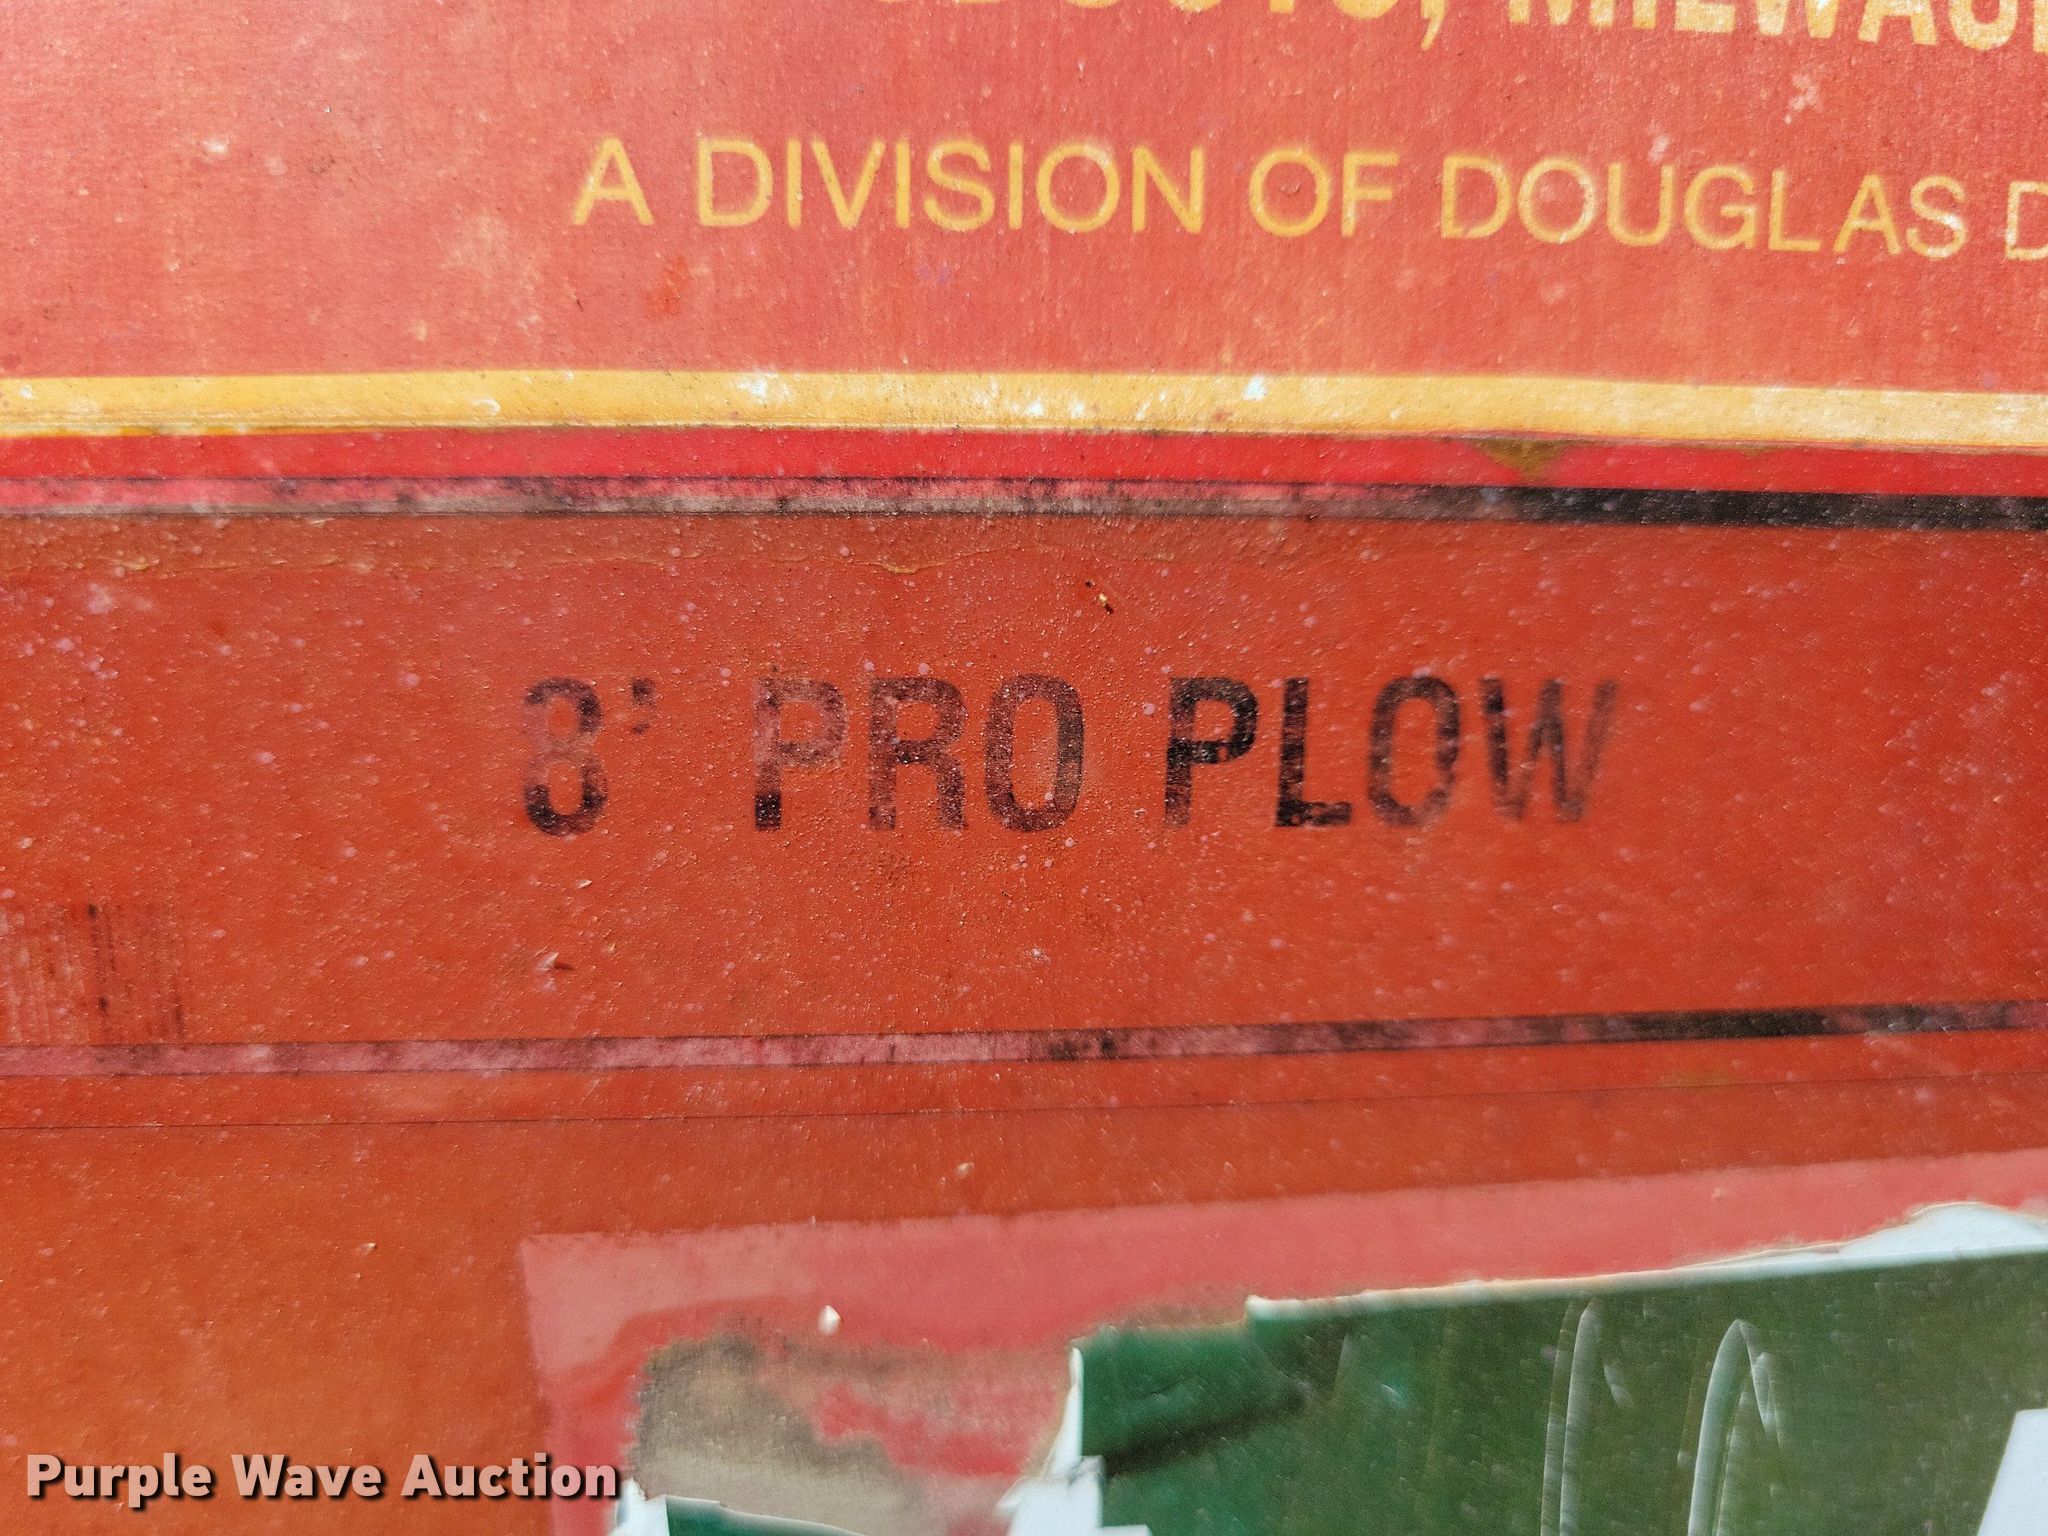 A DIVISION OF DOUGLAS D
8' PRO PLOW
Purple Wave Auction